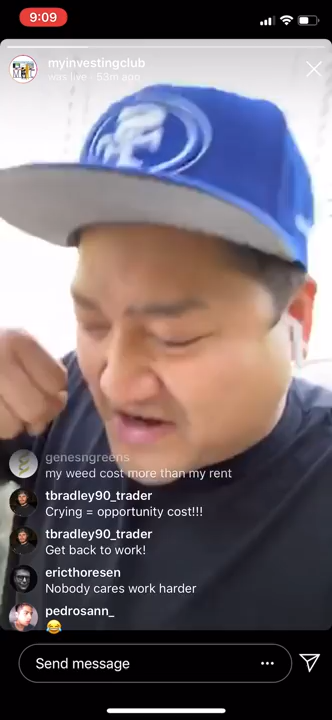 9:09
myinvestingclub
was live · 53m ago
genesngreens
my weed cost more than my rent
tbradley90_trader
Crying = opportunity cost!!!
tbradley90_trader
Get back to work!
ericthoresen
Nobody cares work harder
pedrosann_
😂
Send message